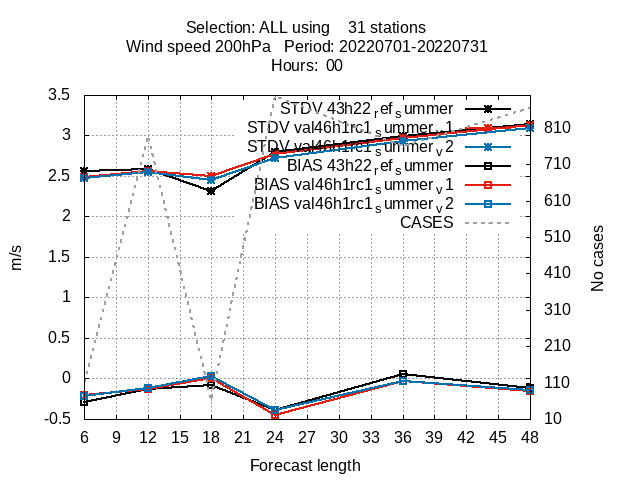 Selection: ALL using 31 stations
Wind speed 200hPa Period: 20220701-20220731
Hours: 00
3.5
3
2.5
2
1.5
1
0.5
0
-0.5
m/s
STDV 43h22_ref_summer
STDV val46h1rc1_summer_v1
STDV val46h1rc1_summer_v2
BIAS 43h22_ref_summer
BIAS val46h1rc1_summer_v1
BIAS val46h1rc1_summer_v2
CASES
810
710
610
510
410
310
210
110
10
No cases
6 9 12 15 18 21 24 27 30 33 36 39 42 45 48
Forecast length